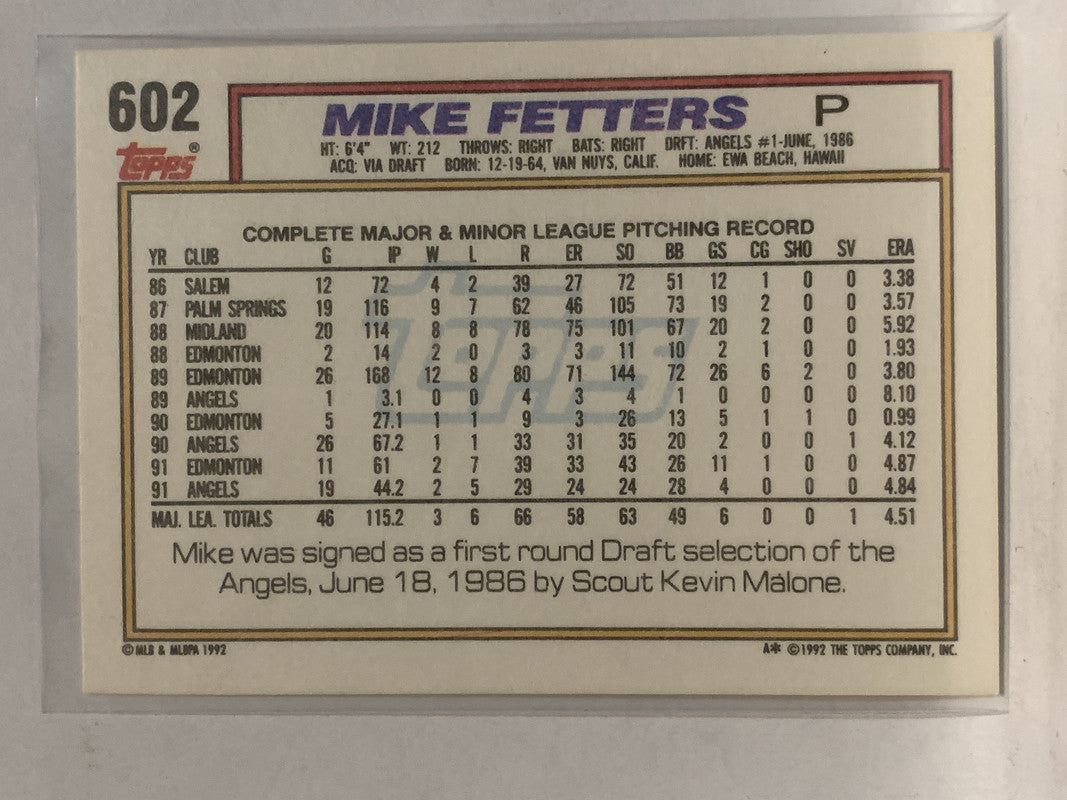 602
MIKE FETTERS P
TOPPS®
HT: 6'4" WT: 212 THROWS: RIGHT BATS: RIGHT DRFT: ANGELS #1-JUNE, 1986
ACQ: VIA DRAFT BORN: 12-19-64, VAN NUYS, CALIF. HOME: EWA BEACH, HAWAII
COMPLETE MAJOR & MINOR LEAGUE PITCHING RECORD
YR CLUB G IP W L R ER SO BB GS CG SHO SV ERA
86 SALEM 12 72 4 2 39 27 72 51 12 1 0 0 3.38
87 PALM SPRINGS 19 116 9 7 62 46 105 73 19 2 0 0 3.57
88 MIDLAND 20 114 8 8 78 75 101 67 20 2 0 0 5.92
88 EDMONTON 2 14 2 0 3 3 11 10 2 1 0 0 1.93
89 EDMONTON 26 168 12 8 80 71 144 72 26 6 2 0 3.80
89 ANGELS 1 3.1 0 0 4 3 4 1 0 0 0 0 8.10
90 EDMONTON 5 27.1 1 1 9 3 26 13 5 1 1 0 0.99
90 ANGELS 26 67.2 1 1 33 31 35 20 2 0 0 1 4.12
91 EDMONTON 11 61 2 7 39 33 43 26 11 1 0 0 4.87
91 ANGELS 19 44.2 2 5 29 24 24 28 4 0 0 0 4.84
MAJ. LEA. TOTALS 46 115.2 3 6 66 58 63 49 6 0 0 1 4.51
TOPPS
Mike was signed as a first round Draft selection of the
Angels, June 18, 1986 by Scout Kevin Malone.
©MLB & MLBPA 1992
A* ©1992 THE TOPPS COMPANY, INC.